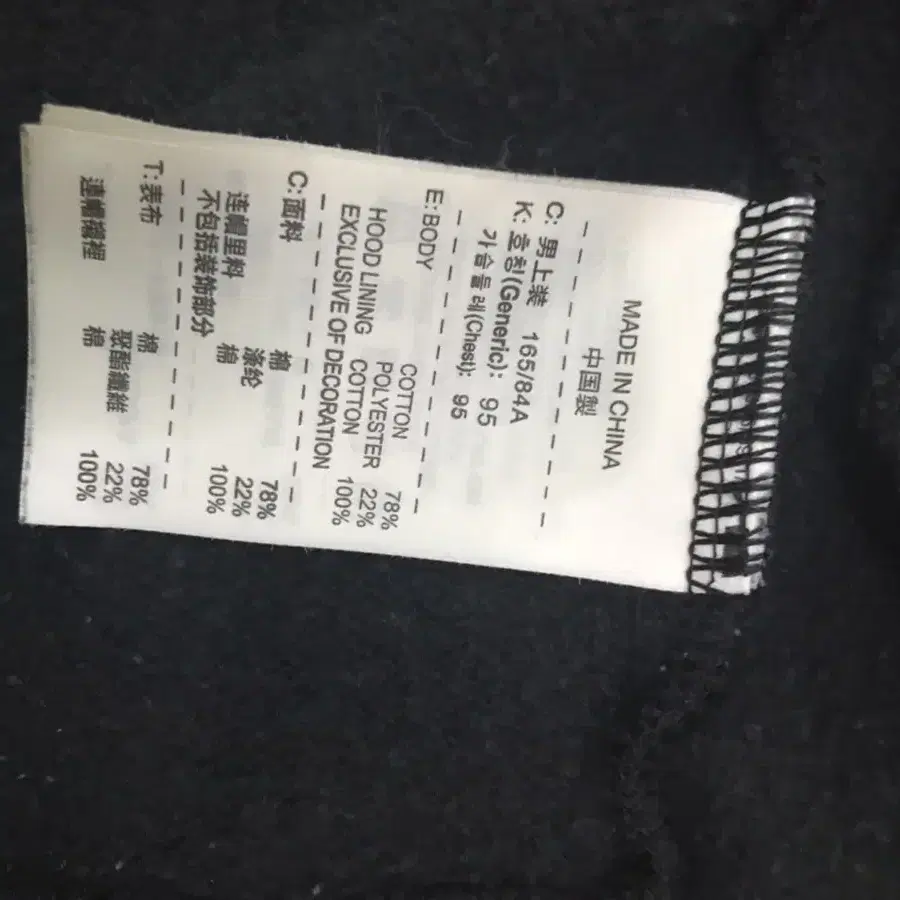 MADE IN CHINA
中国製
C: 男上装 165/84A
K: 호칭(Generic): 95
가슴둘레(Chest): 95
E: BODY
COTTON 78%
POLYESTER 22%
HOOD LINING COTTON 100%
EXCLUSIVE OF DECORATION
C:面料
棉 78%
涤纶 22%
连帽里料 棉 100%
不包括装饰部分
T:表布
棉 78%
聚酯纖維 22%
連帽襯裡 棉 100%